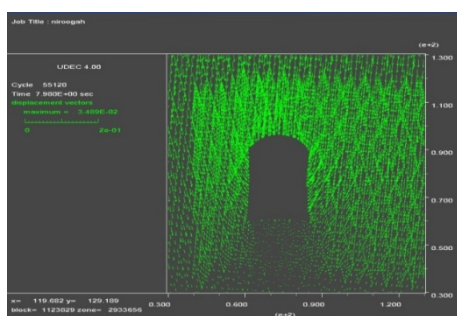 Job Title : niroogah
(e+2)
UDEC 4.00
1.300
Cycle 55120
Time 7.980E+00 sec
displacement vectors
maximum = 3.409E-02
0 2e-01
1.100
0.900
0.700
0.500
0.300
x= 119.682 y= 129.189
block= 1123029 zone= 2933656
0.300 0.600 0.900 1.200
(e+2)